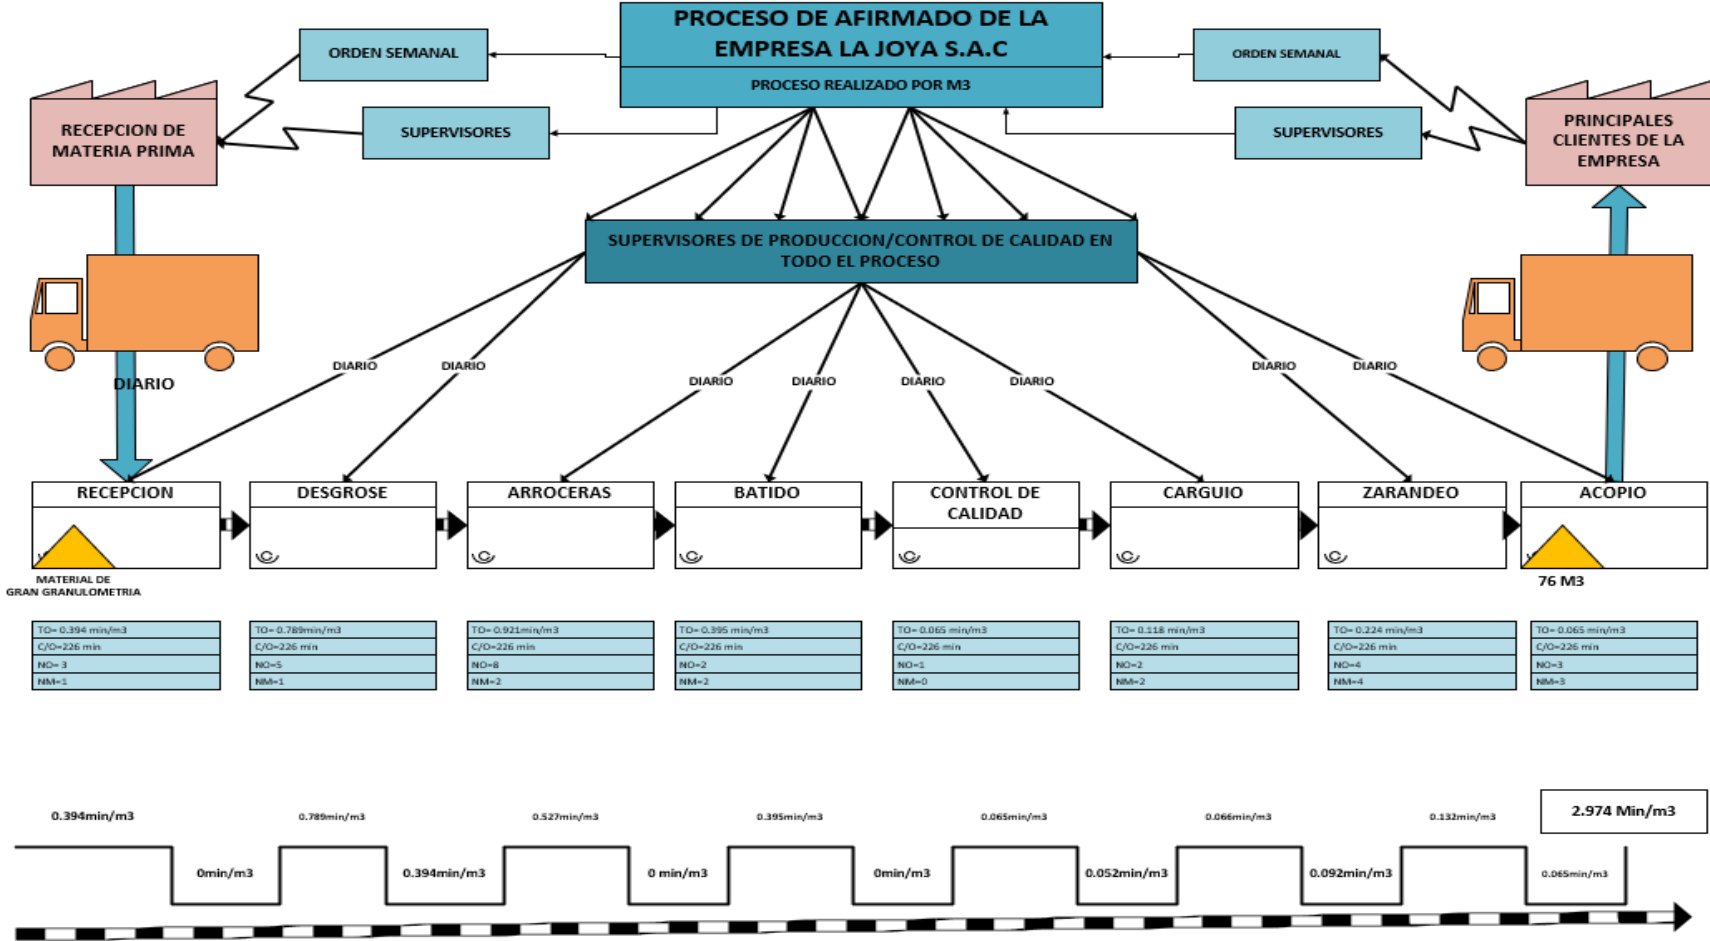 PROCESO DE AFIRMADO DE LA
EMPRESA LA JOYA S.A.C
PROCESO REALIZADO POR M3
ORDEN SEMANAL
ORDEN SEMANAL
SUPERVISORES
SUPERVISORES
RECEPCION DE
MATERIA PRIMA
PRINCIPALES
CLIENTES DE LA
EMPRESA
SUPERVISORES DE PRODUCCION/CONTROL DE CALIDAD EN
TODO EL PROCESO
DIARIO
DIARIO
DIARIO
DIARIO
DIARIO
DIARIO
DIARIO
DIARIO
DIARIO
RECEPCION
DESGROSE
ARROCERAS
BATIDO
CONTROL DE
CALIDAD
CARGUIO
ZARANDEO
ACOPIO
MATERIAL DE
GRAN GRANULOMETRIA
76 M3
TO= 0.394 min/m3
C/O=226 min
NO= 3
NM=1
TO= 0.789min/m3
C/O=226 min
NO=5
NM=1
TO= 0.921min/m3
C/O=226 min
NO=8
NM=2
TO= 0.395 min/m3
C/O=226 min
NO=2
NM=2
TO= 0.065 min/m3
C/O=226 min
NO=1
NM=0
TO= 0.118 min/m3
C/O=226 min
NO=2
NM=2
TO= 0.224 min/m3
C/O=226 min
NO=4
NM=4
TO= 0.065 min/m3
C/O=226 min
NO=3
NM=3
0.394min/m3
0.789min/m3
0.527min/m3
0.395min/m3
0.065min/m3
0.066min/m3
0.132min/m3
2.974 Min/m3
0min/m3
0.394min/m3
0 min/m3
0min/m3
0.052min/m3
0.092min/m3
0.065min/m3